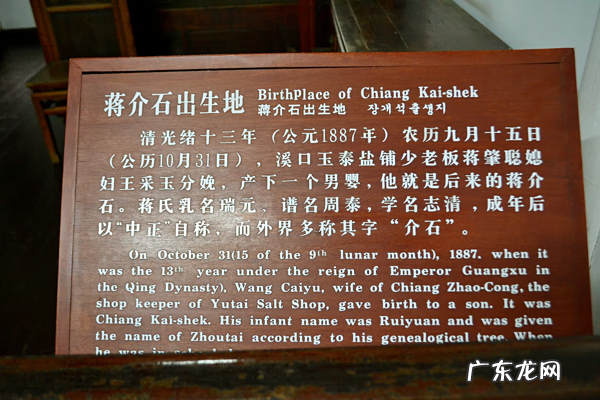 蒋介石出生地 BirthPlace of Chiang Kai-shek
蒋介石出生地 장개석출생지
清光绪十三年（公元1887年）农历九月十五日
（公历10月31日），溪口玉泰盐铺少老板蒋肇聪媳
妇王采玉分娩，产下一个男婴，他就是后来的蒋介
石。蒋氏乳名瑞元，谱名周泰，学名志清，成年后
以“中正”自称，而外界多称其字“介石”。
On October 31(15 of the 9th lunar month), 1887. when it
was the 13th year under the reign of Emperor Guangxu in
the Qing Dynasty), Wang Caiyu, wife of Chiang Zhao-Cong, the
shop keeper of Yutai Salt Shop, gave birth to a son. It was
Chiang Kai-shek. His infant name was Ruiyuan and was given
the name of Zhoutai according to his genealogical tree. When
he was in school
广东龙网